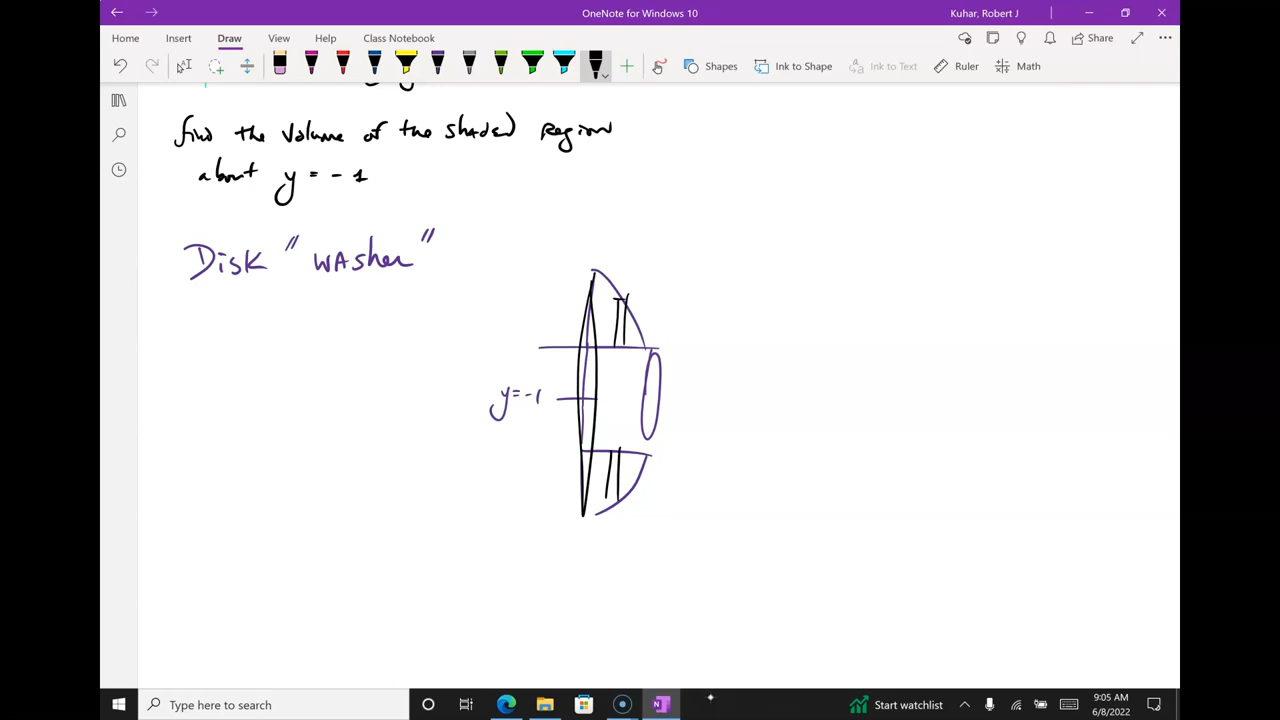 OneNote for Windows 10
Kuhar, Robert J
Home Insert Draw View Help Class Notebook
Share
Shapes Ink to Shape Ink to Text Ruler Math
find the volume of the shaded region
about y = -1
Disk "washer"
y=-1
Type here to search
Start watchlist
9:05 AM
6/8/2022